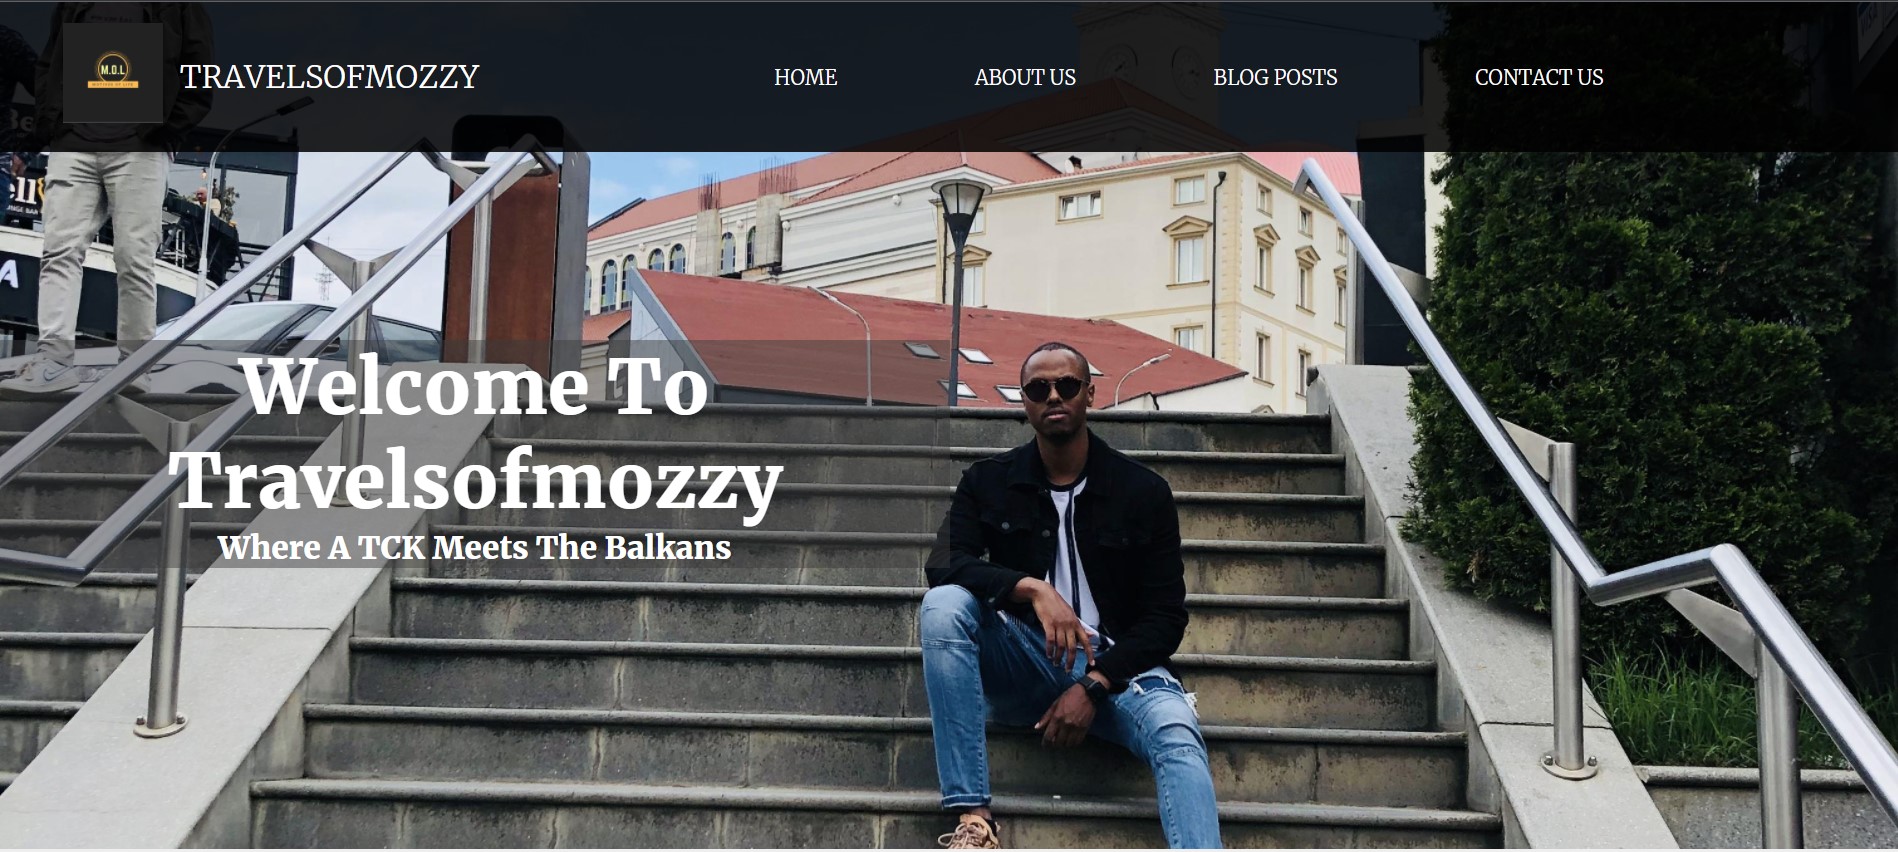 M.O.L
TRAVELSOFMOZZY
HOME
ABOUT US
BLOG POSTS
CONTACT US
Welcome To
Travelsofmozzy
Where A TCK Meets The Balkans